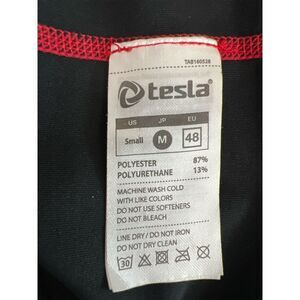 TAB160528
tesla
US JP EU
Small M 48
POLYESTER 87%
POLYURETHANE 13%
MACHINE WASH COLD
WITH LIKE COLORS
DO NOT USE SOFTENERS
DO NOT BLEACH
LINE DRY / DO NOT IRON
DO NOT DRY CLEAN
30